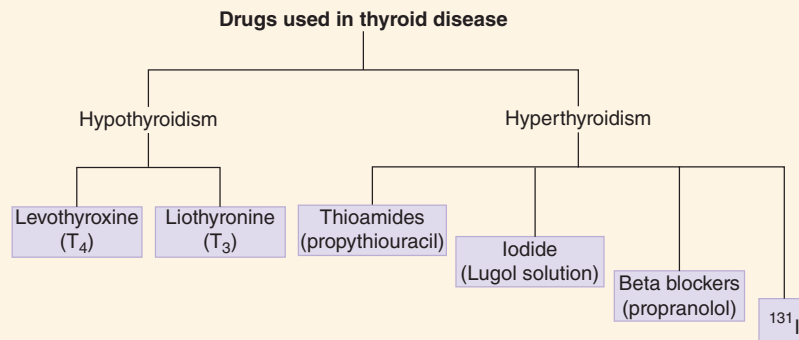 Drugs used in thyroid disease
Hypothyroidism
Hyperthyroidism
Levothyroxine
(T₄)
Liothyronine
(T₃)
Thioamides
(propythiouracil)
Iodide
(Lugol solution)
Beta blockers
(propranolol)
¹³¹I